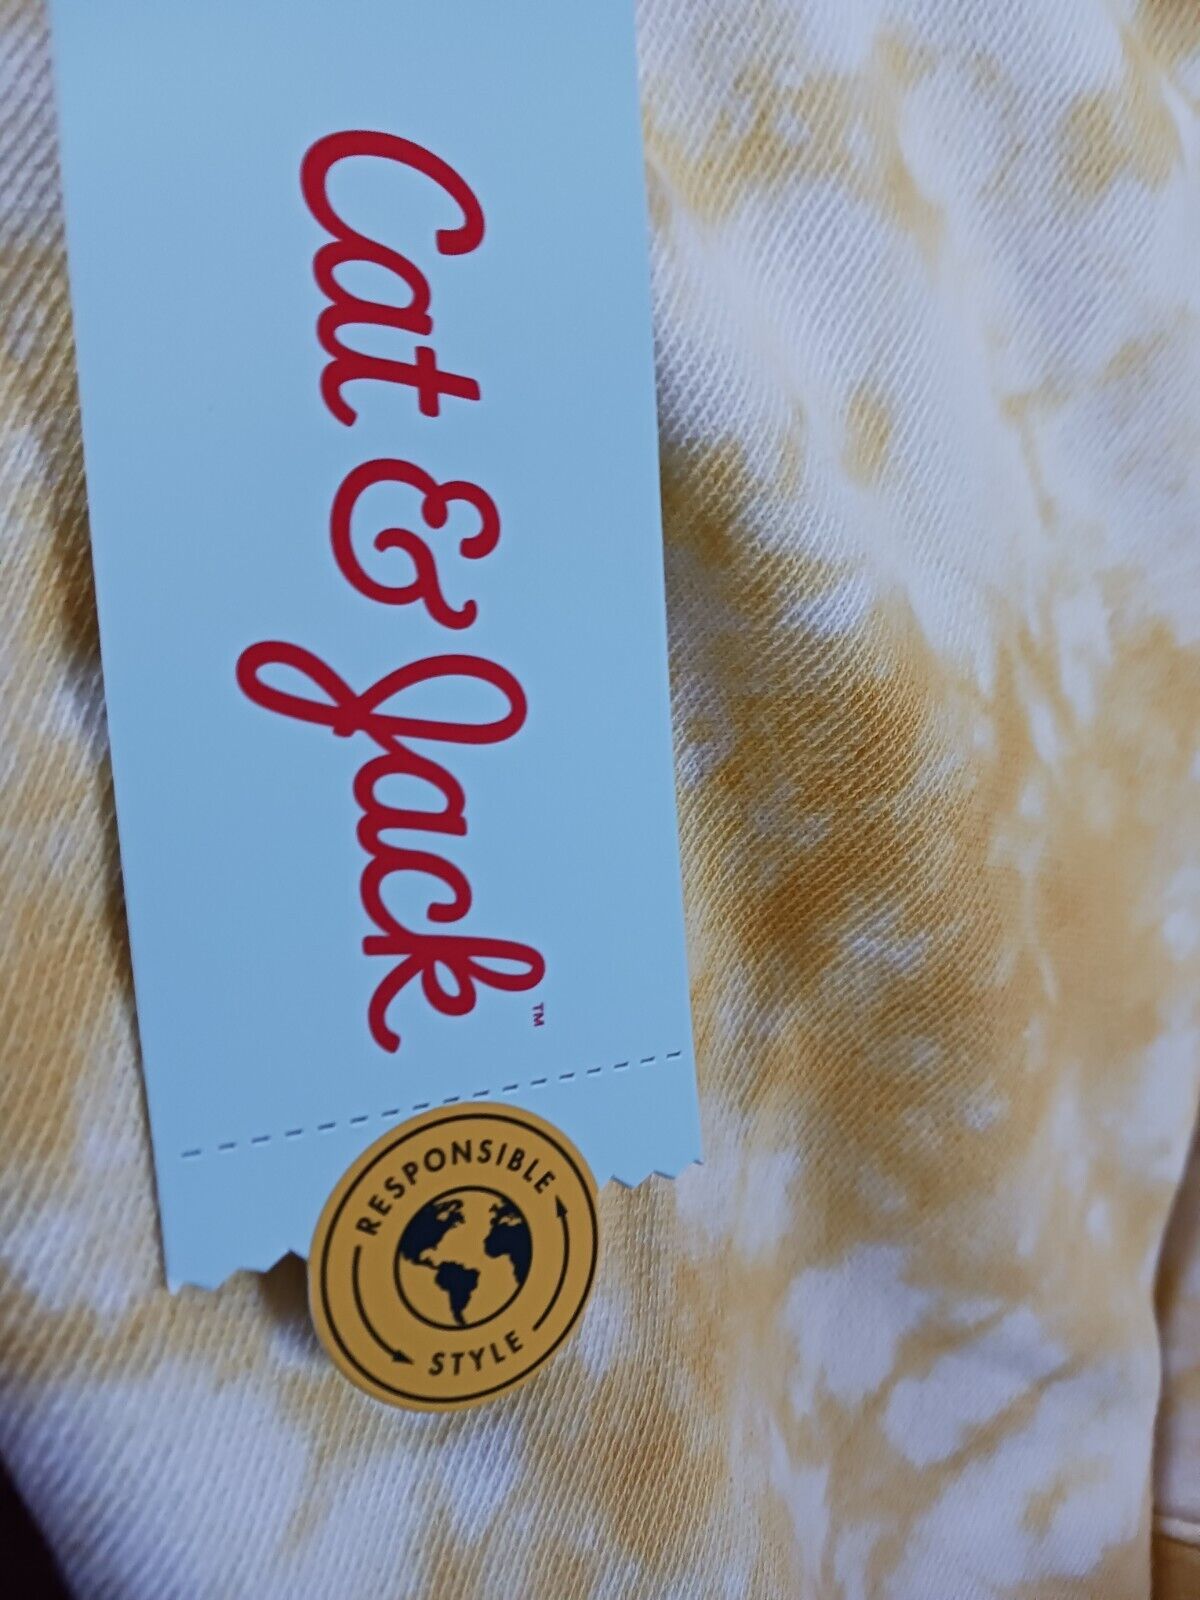 Cat & Jack™
RESPONSIBLE
STYLE